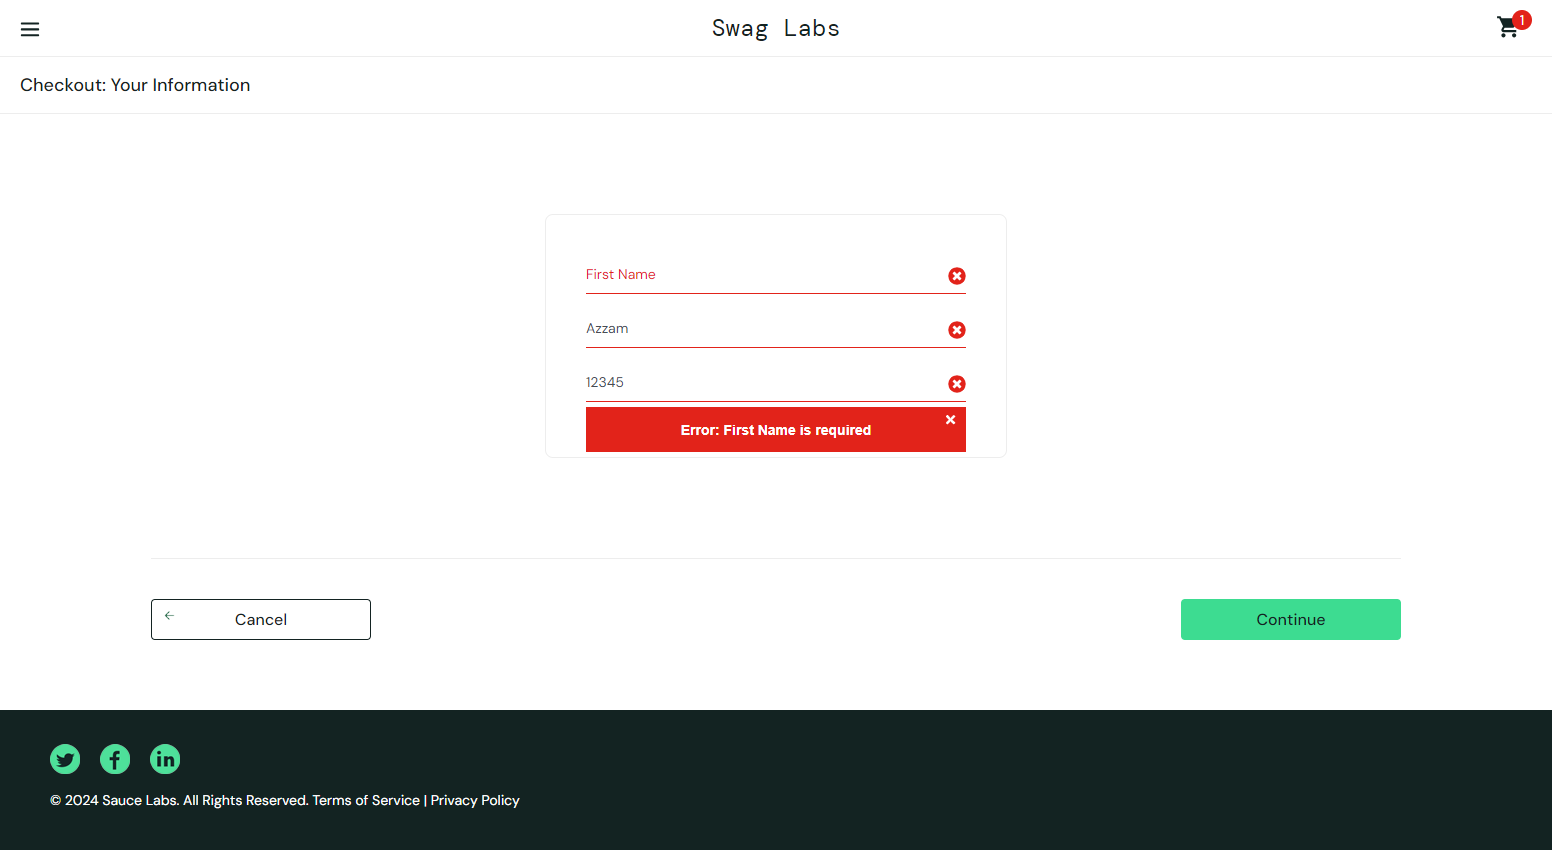 Swag Labs
1
Checkout: Your Information
First Name
Azzam
12345
Error: First Name is required
Cancel
Continue
© 2024 Sauce Labs. All Rights Reserved. Terms of Service | Privacy Policy